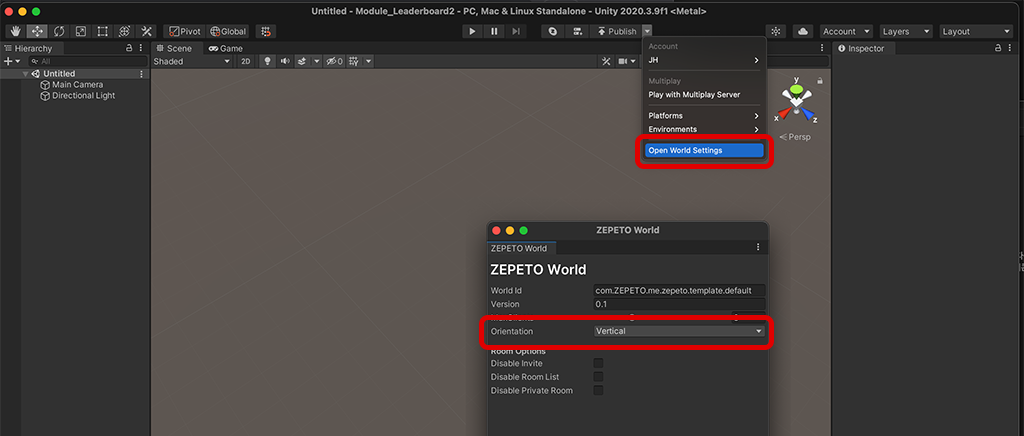 Untitled - Module_Leaderboard2 - PC, Mac & Linux Standalone - Unity 2020.3.9f1 <Metal>
Pivot Global Publish Account Layers Layout
Hierarchy Scene Game Inspector
All Shaded 2D 0
Untitled
Main Camera
Directional Light
Account
JH
Multiplay
Play with Multiplay Server
Platforms
Environments
Open World Settings
y
x z
Persp
ZEPETO World
ZEPETO World
ZEPETO World
World Id com.ZEPETO.me.zepeto.template.default
Version 0.1
Orientation Vertical
Room Options
Disable Invite
Disable Room List
Disable Private Room